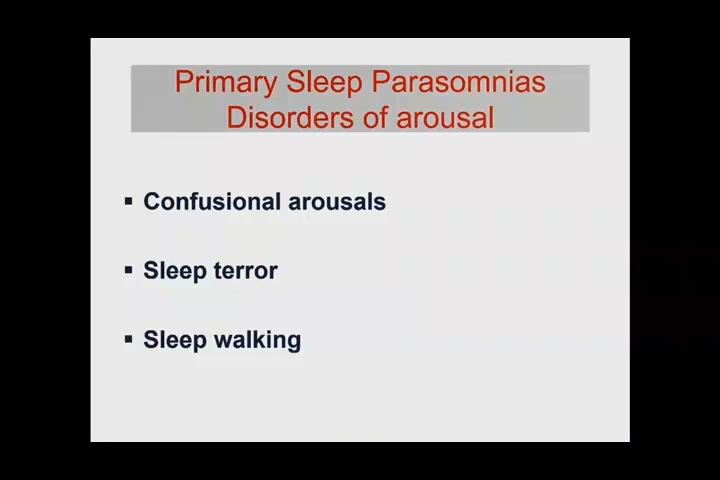 Primary Sleep Parasomnias
Disorders of arousal
▪ Confusional arousals
▪ Sleep terror
▪ Sleep walking